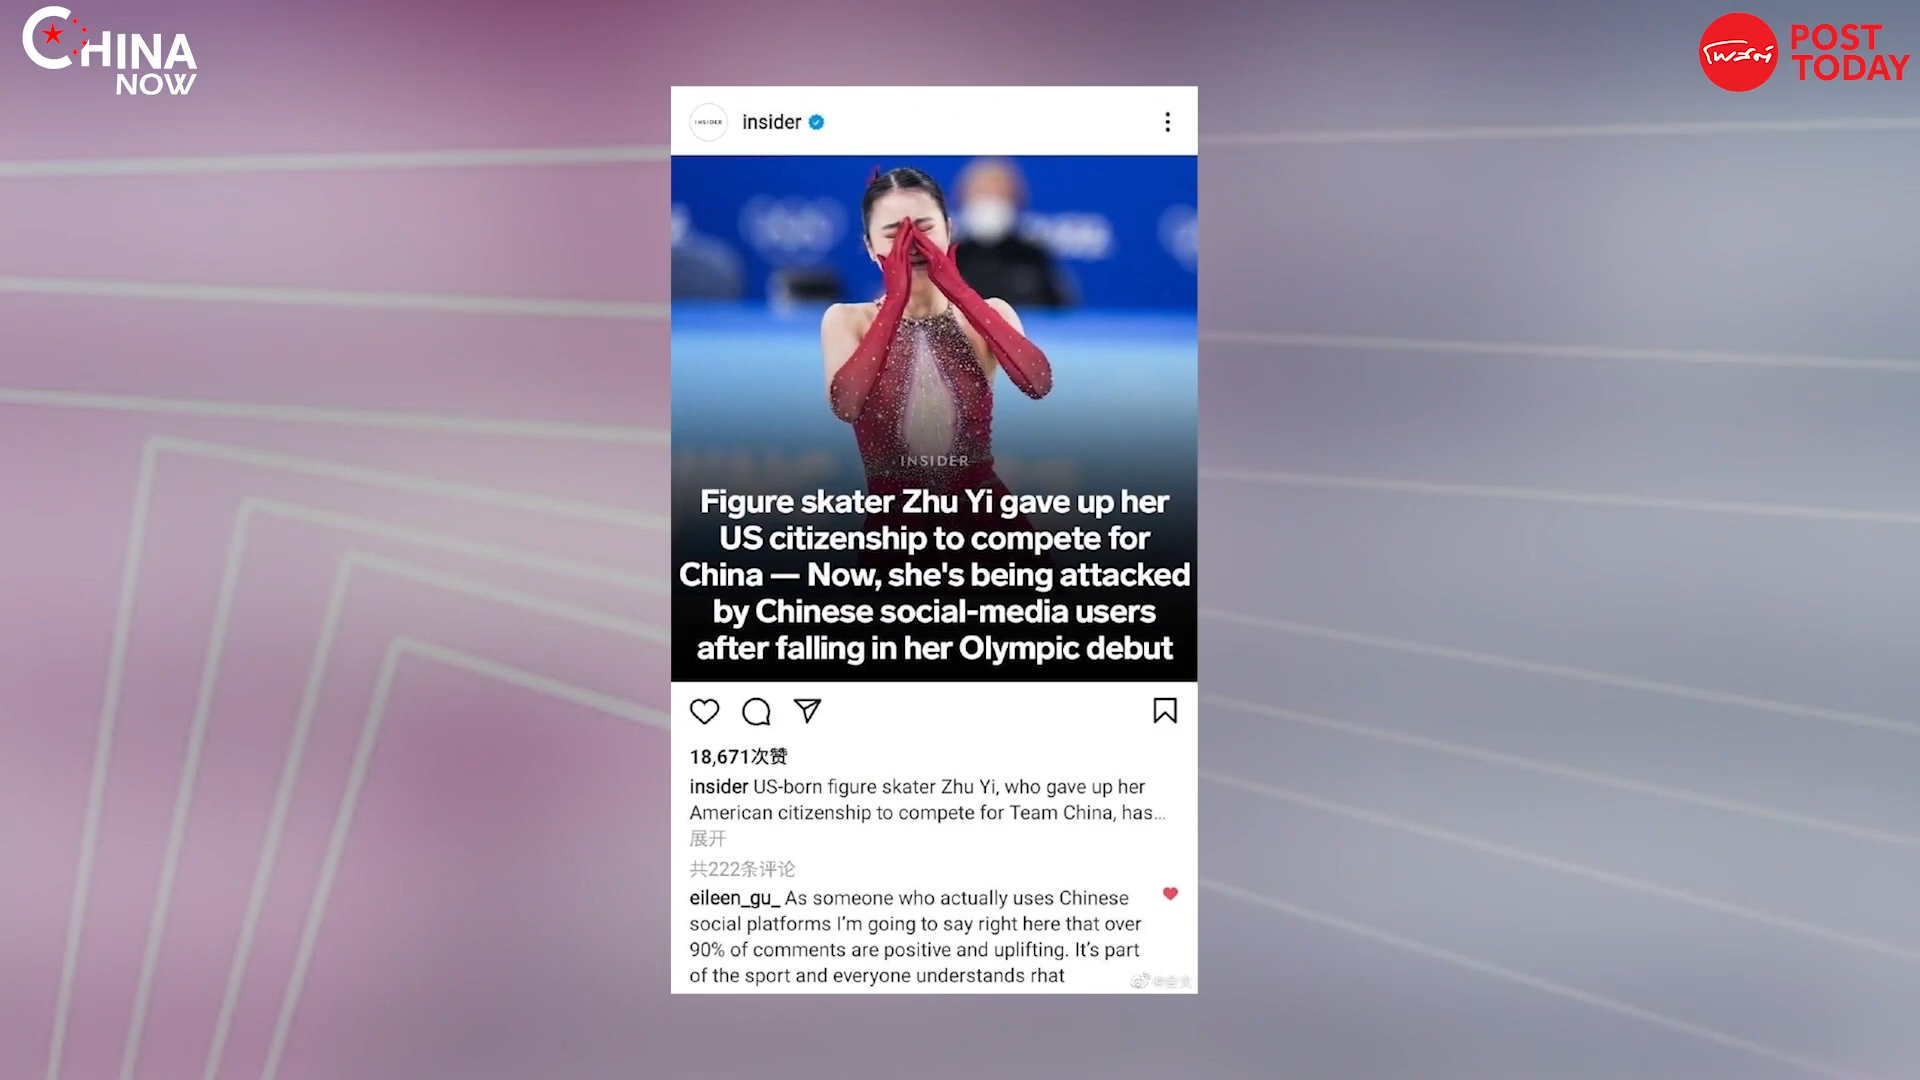 CHINA
NOW
โพสต์
POST
TODAY
INSIDER
insider
INSIDER
Figure skater Zhu Yi gave up her
US citizenship to compete for
China — Now, she's being attacked
by Chinese social-media users
after falling in her Olympic debut
18,671次赞
insider US-born figure skater Zhu Yi, who gave up her
American citizenship to compete for Team China, has...
展开
共222条评论
eileen_gu_ As someone who actually uses Chinese
social platforms I'm going to say right here that over
90% of comments are positive and uplifting. It's part
of the sport and everyone understands rhat